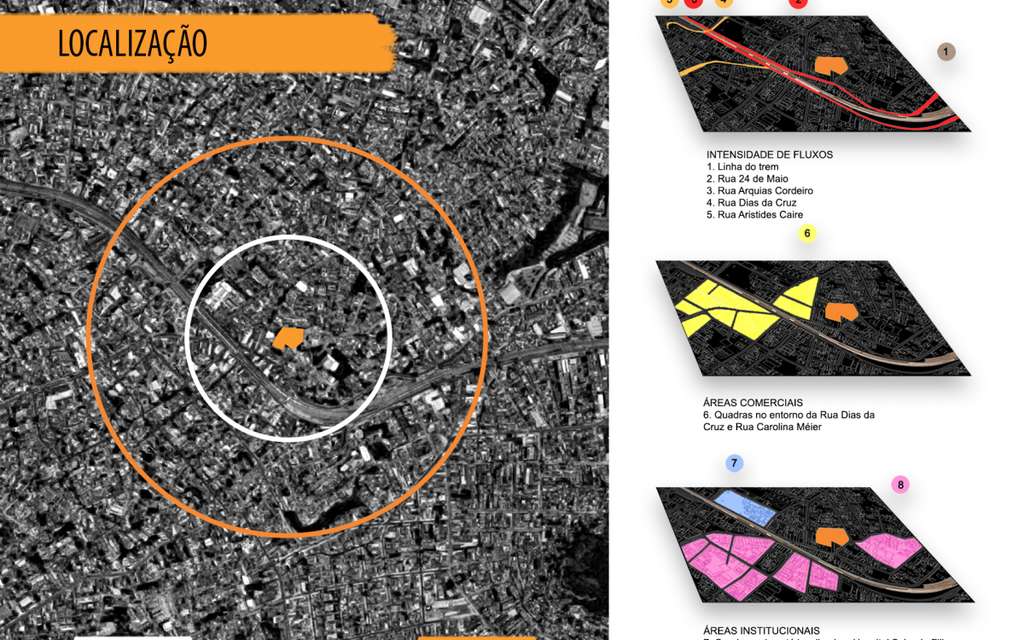 LOCALIZAÇÃO
5 3 4 2
1
INTENSIDADE DE FLUXOS
1. Linha do trem
2. Rua 24 de Maio
3. Rua Arquias Cordeiro
4. Rua Dias da Cruz
5. Rua Aristides Caire
6
ÁREAS COMERCIAIS
6. Quadras no entorno da Rua Dias da
Cruz e Rua Carolina Méier
7
8
ÁREAS INSTITUCIONAIS